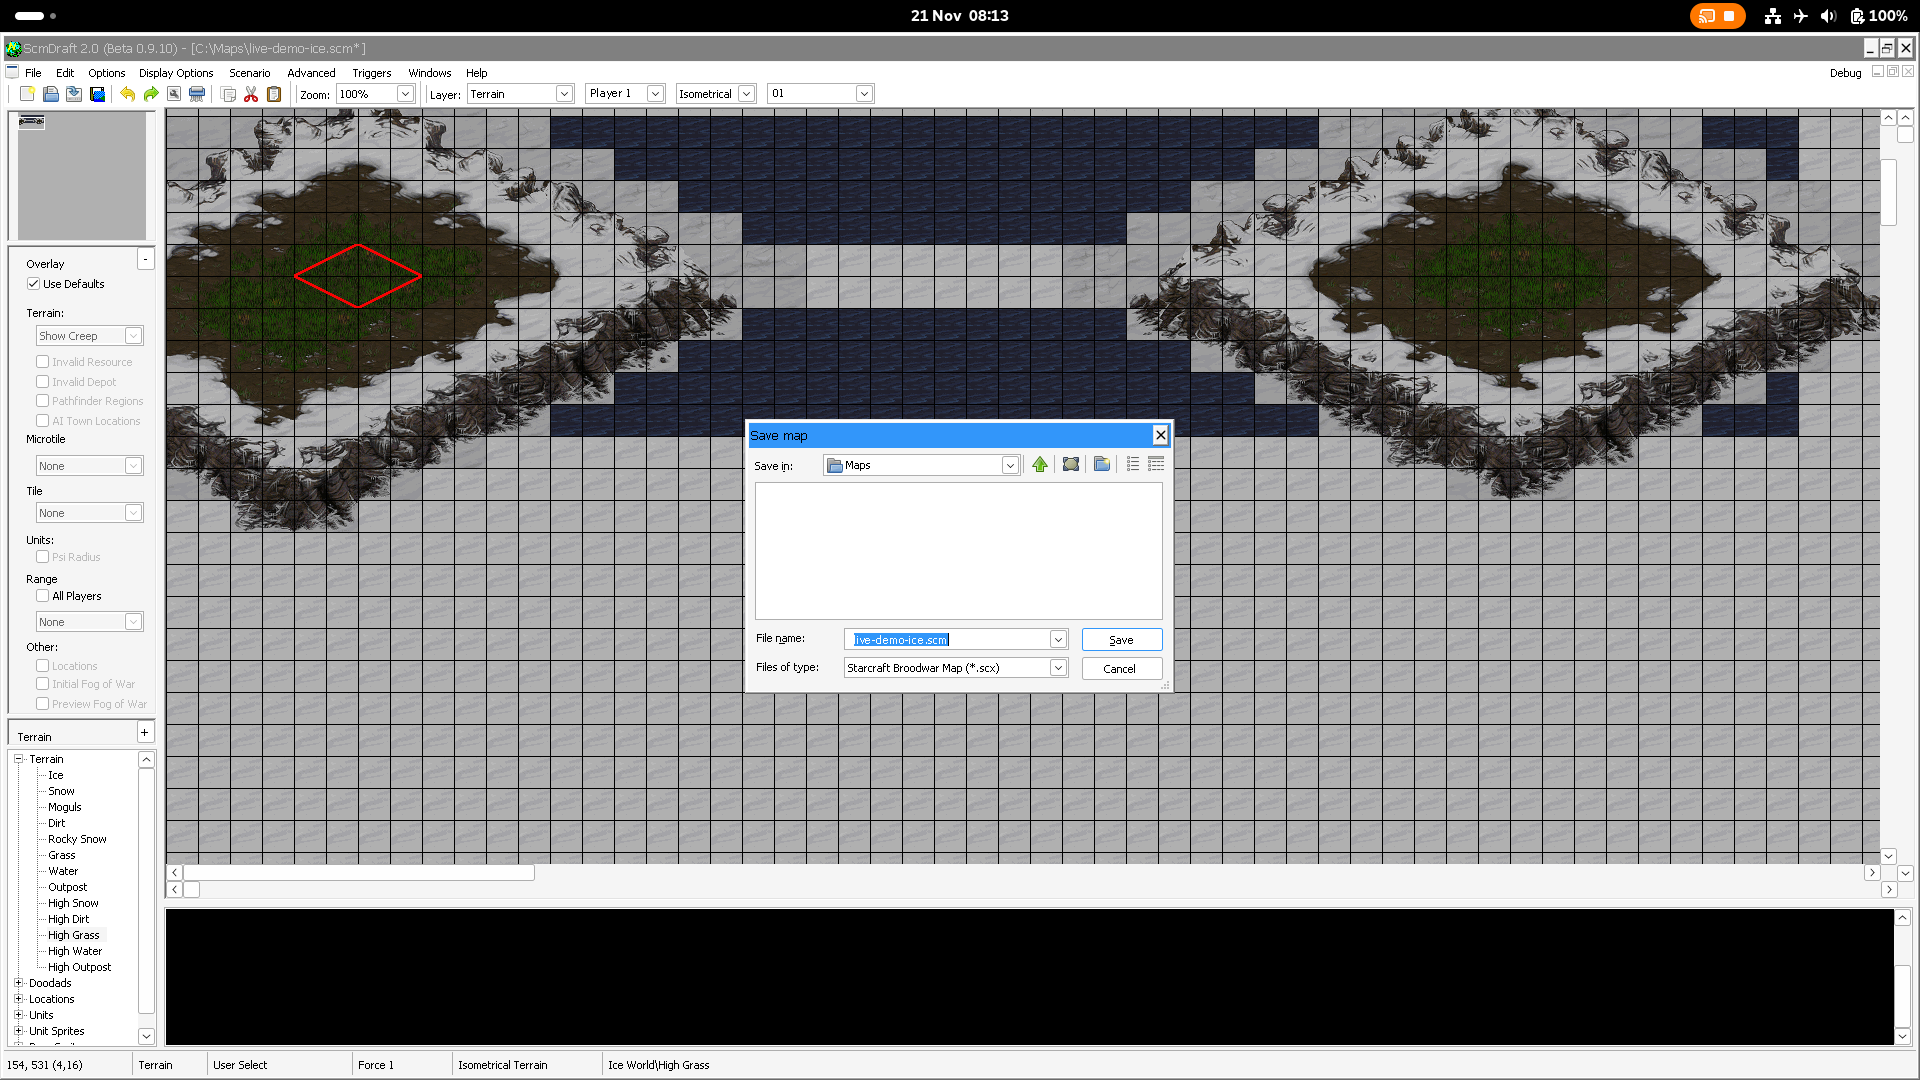 21 Nov 08:13
100%
ScmDraft 2.0 (Beta 0.9.10) - [C:\Maps\live-demo-ice.scm*]
File Edit Options Display Options Scenario Advanced Triggers Windows Help
Debug
Zoom: 100%
Layer: Terrain
Player 1
Isometrical
01
Overlay
-
Use Defaults
Terrain:
Show Creep
Invalid Resource
Invalid Depot
Pathfinder Regions
AI Town Locations
Microtile
None
Tile
None
Units:
Psi Radius
Range
All Players
None
Other:
Locations
Initial Fog of War
Preview Fog of War
Terrain
+
Terrain
Ice
Snow
Moguls
Dirt
Rocky Snow
Grass
Water
Outpost
High Snow
High Dirt
High Grass
High Water
High Outpost
Doodads
Locations
Units
Unit Sprites
Save map
Save in: Maps
File name: live-demo-ice.scm
Save
Files of type: Starcraft Broodwar Map (*.scx)
Cancel
154, 531 (4,16)
Terrain
User Select
Force 1
Isometrical Terrain
Ice World\High Grass